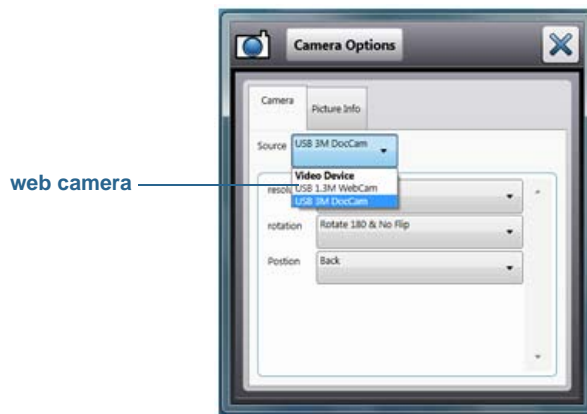 Camera Options
Camera
Picture Info
Source USB 3M DocCam
Video Device
web camera
USB 1.3M WebCam
USB 3M DocCam
rotation Rotate 180 & No Flip
Postion Back